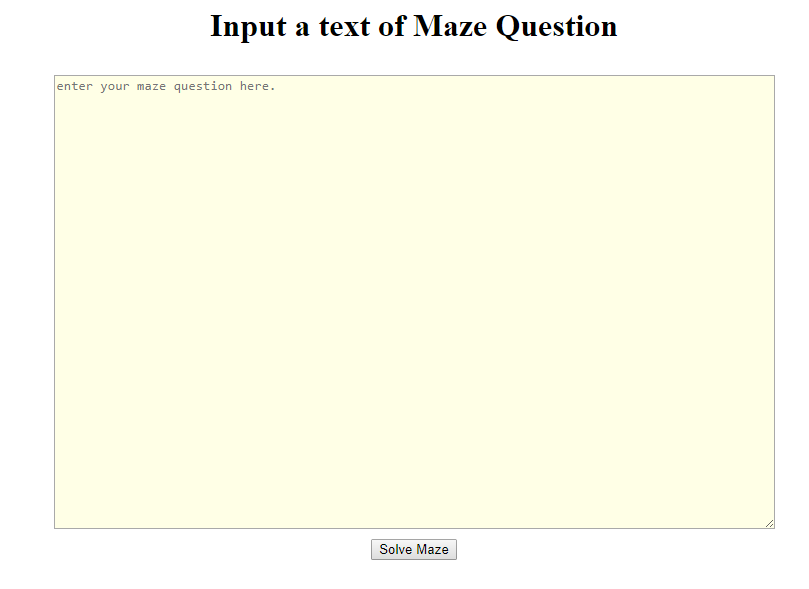 Input a text of Maze Question
enter your maze question here.
Solve Maze